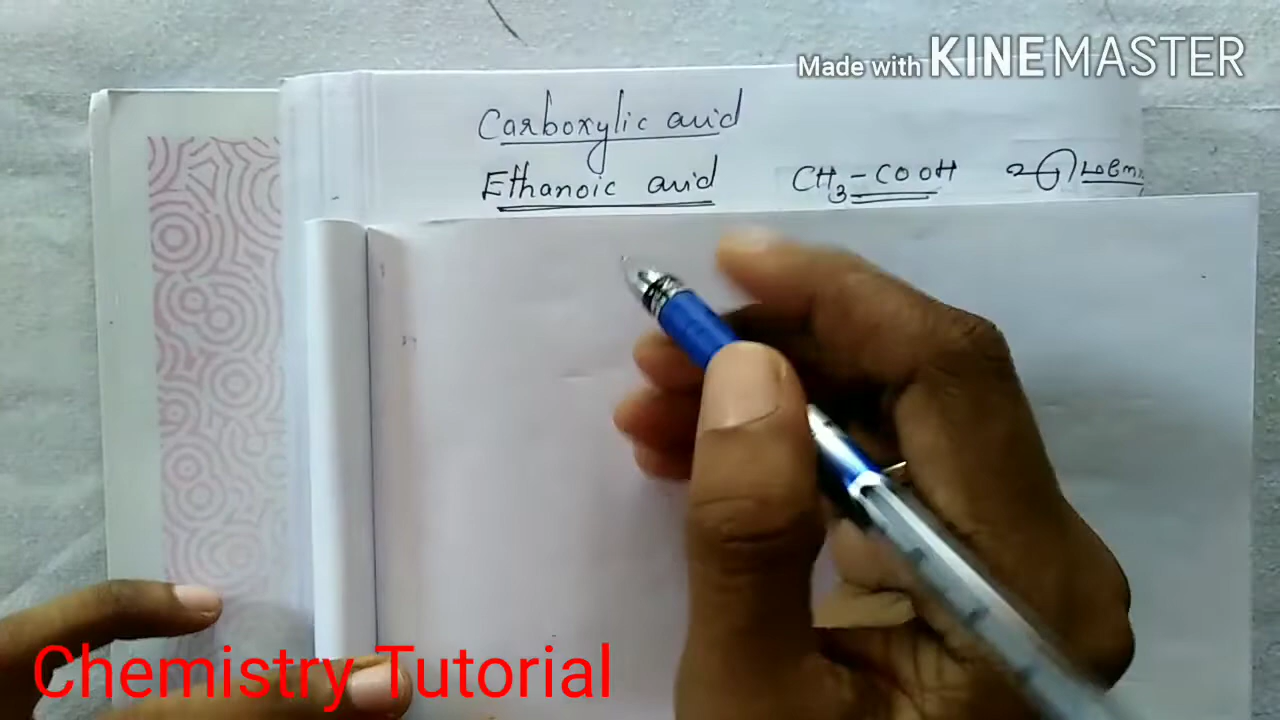 Made with KINEMASTER
Carboxylic acid
Ethanoic acid CH3-COOH
Chemistry Tutorial